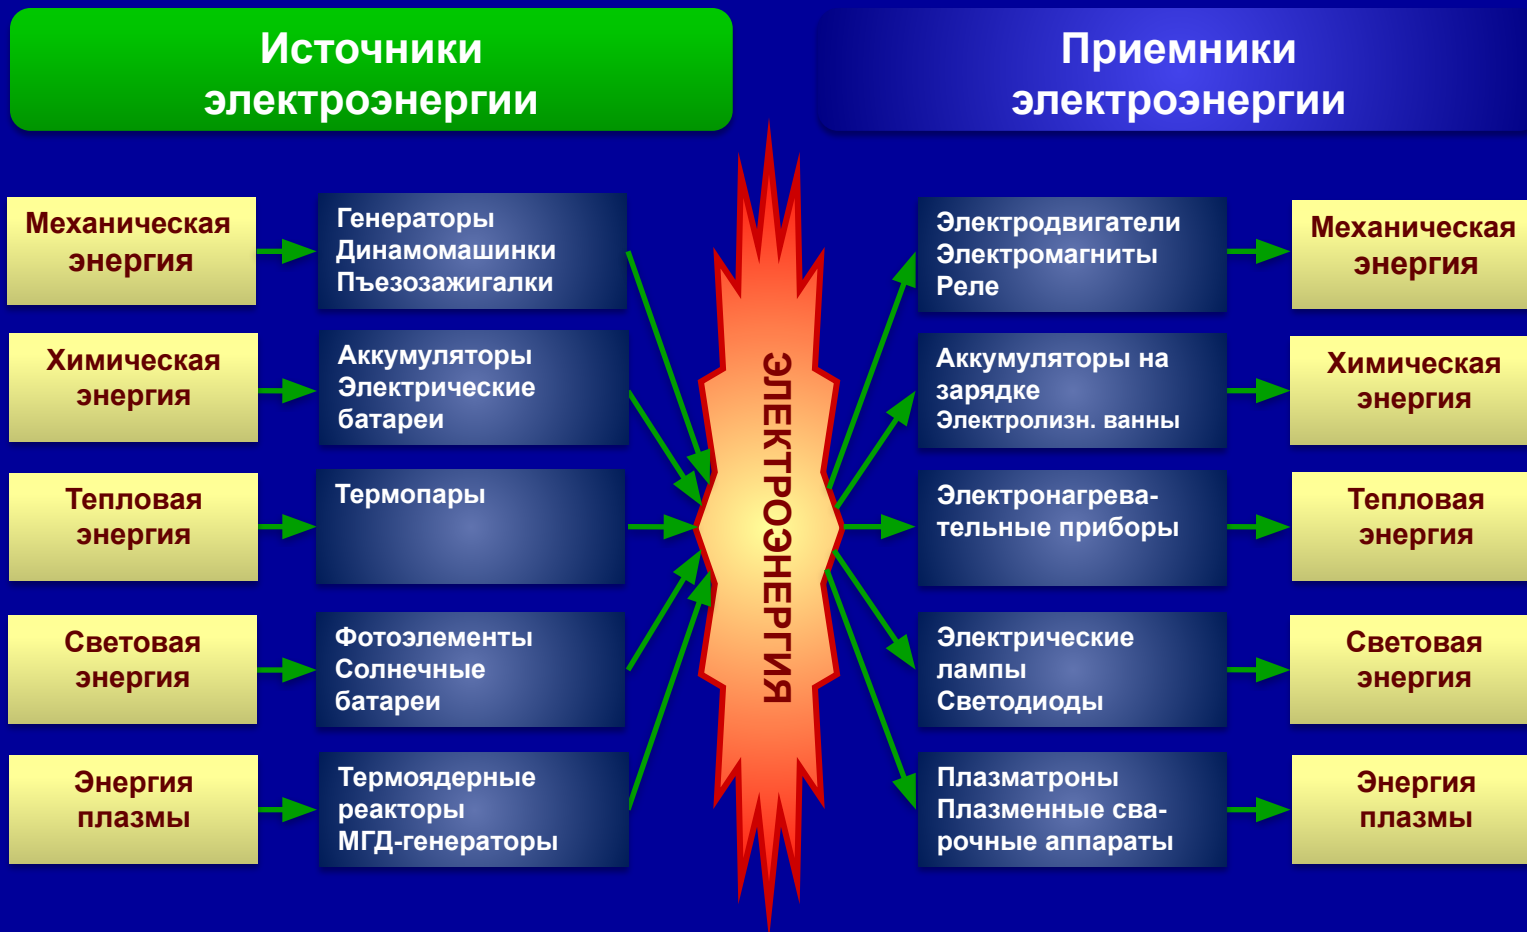 Источники
электроэнергии
Приемники
электроэнергии
Механическая
энергия
Генераторы
Динамомашинки
Пъезозажигалки
Электродвигатели
Электромагниты
Реле
Механическая
энергия
Химическая
энергия
Аккумуляторы
Электрические
батареи
Аккумуляторы на
зарядке
Электролизн. ванны
Химическая
энергия
Тепловая
энергия
Термопары
ЭЛЕКТРОЭНЕРГИЯ
Электронагрева-
тельные приборы
Тепловая
энергия
Световая
энергия
Фотоэлементы
Солнечные
батареи
Электрические
лампы
Светодиоды
Световая
энергия
Энергия
плазмы
Термоядерные
реакторы
МГД-генераторы
Плазматроны
Плазменные сва-
рочные аппараты
Энергия
плазмы